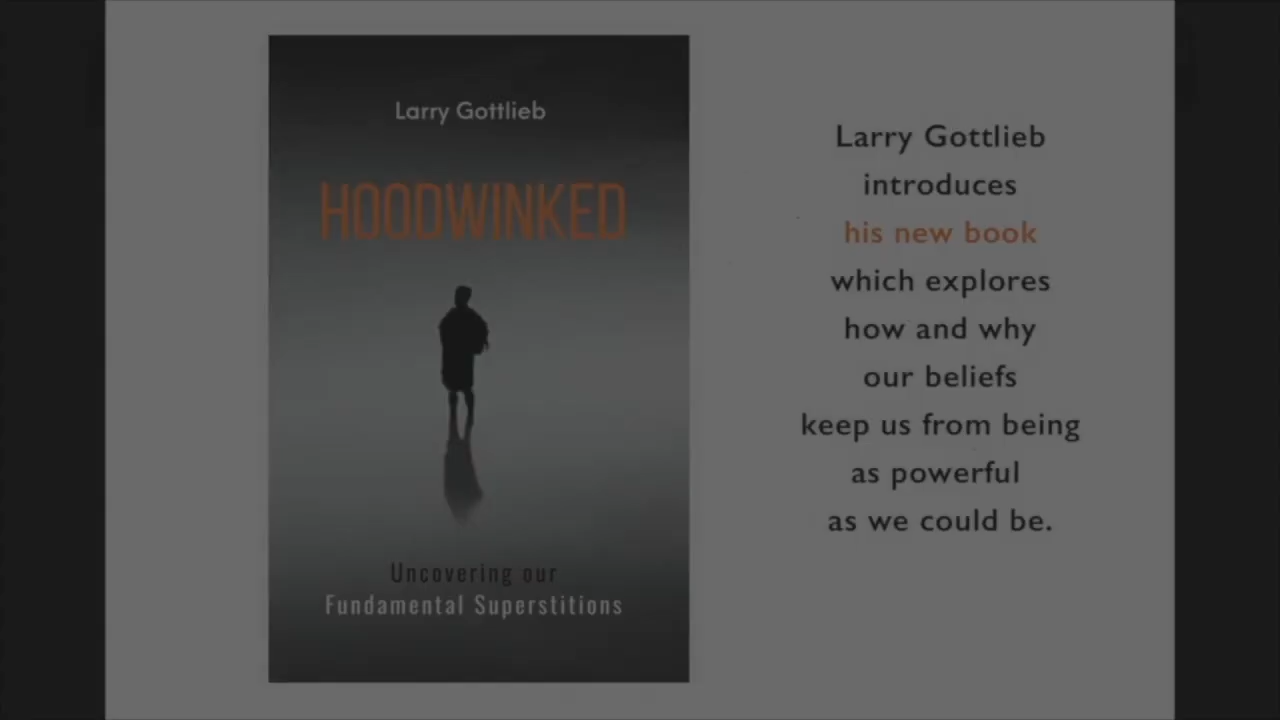 Larry Gottlieb
HOODWINKED
Uncovering our
Fundamental Superstitions
Larry Gottlieb
introduces
his new book
which explores
how and why
our beliefs
keep us from being
as powerful
as we could be.